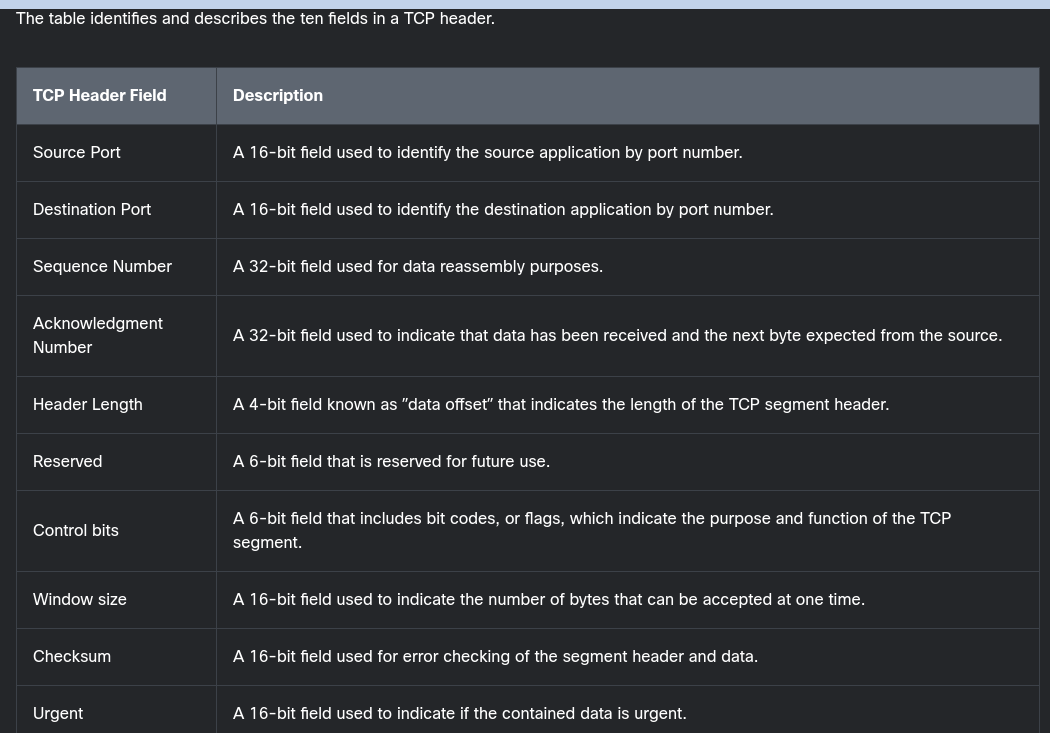 The table identifies and describes the ten fields in a TCP header.
TCP Header Field
Description
Source Port
A 16-bit field used to identify the source application by port number.
Destination Port
A 16-bit field used to identify the destination application by port number.
Sequence Number
A 32-bit field used for data reassembly purposes.
Acknowledgment
Number
A 32-bit field used to indicate that data has been received and the next byte expected from the source.
Header Length
A 4-bit field known as ″data offset″ that indicates the length of the TCP segment header.
Reserved
A 6-bit field that is reserved for future use.
Control bits
A 6-bit field that includes bit codes, or flags, which indicate the purpose and function of the TCP
segment.
Window size
A 16-bit field used to indicate the number of bytes that can be accepted at one time.
Checksum
A 16-bit field used for error checking of the segment header and data.
Urgent
A 16-bit field used to indicate if the contained data is urgent.